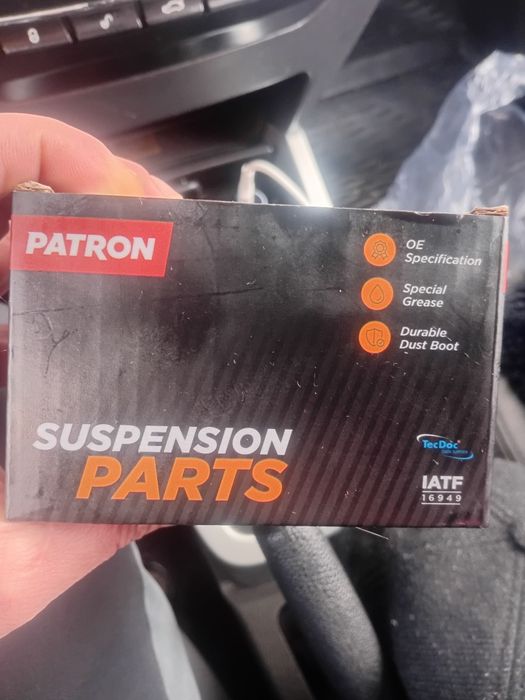 PATRON
OE
Specification
Special
Grease
Durable
Dust Boot
SUSPENSION
PARTS
TecDoc
IATF
16949